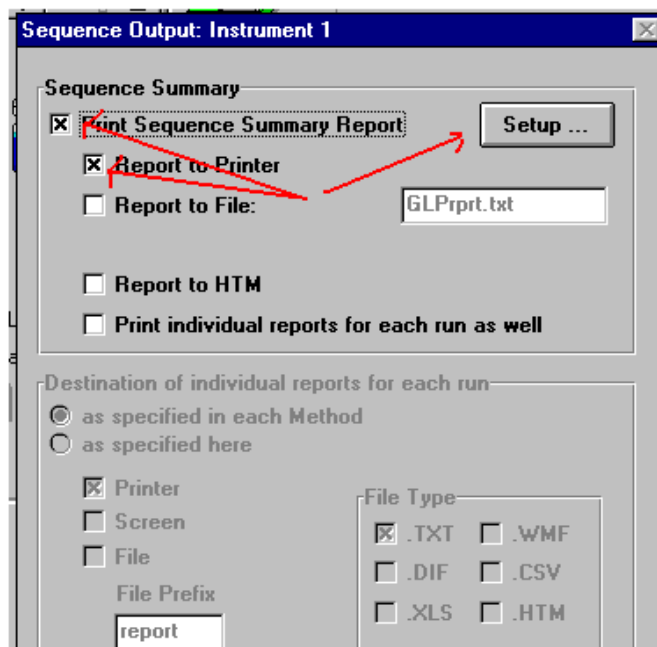 Sequence Output: Instrument 1
Sequence Summary
Print Sequence Summary Report
Setup ...
Report to Printer
Report to File:
GLPrprt.txt
Report to HTM
Print individual reports for each run as well
Destination of individual reports for each run
as specified in each Method
as specified here
Printer
Screen
File
File Prefix
report
File Type
.TXT .WMF
.DIF .CSV
.XLS .HTM